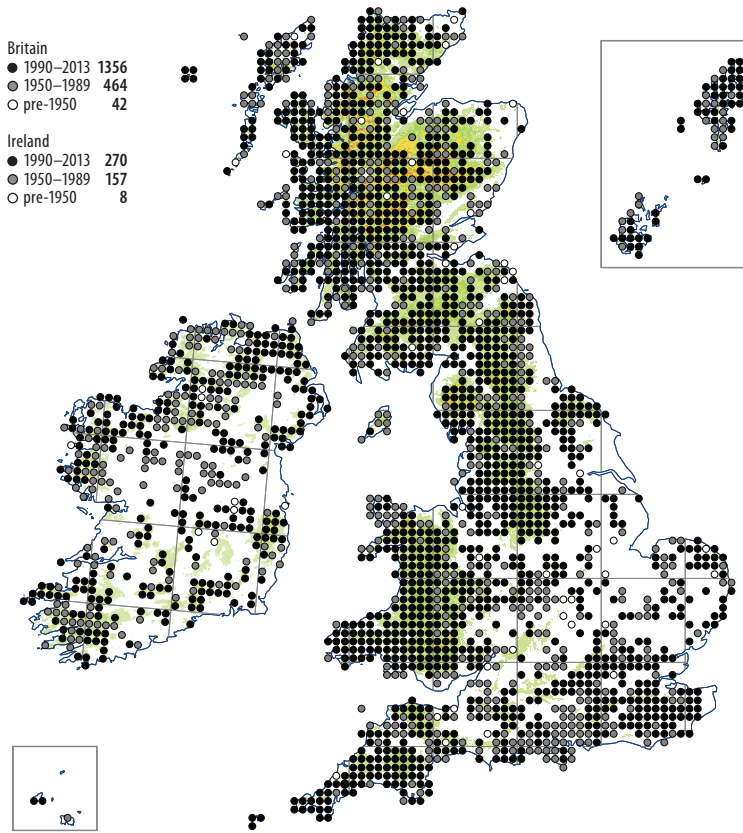 Britain
1990–2013 1356
1950–1989 464
pre-1950 42
Ireland
1990–2013 270
1950–1989 157
pre-1950 8